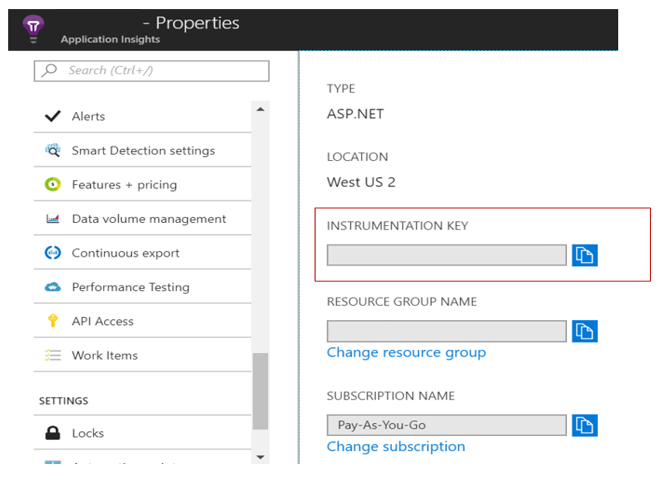 - Properties
Application Insights
Search (Ctrl+/)
Alerts
Smart Detection settings
Features + pricing
Data volume management
Continuous export
Performance Testing
API Access
Work Items
SETTINGS
Locks
TYPE
ASP.NET
LOCATION
West US 2
INSTRUMENTATION KEY
RESOURCE GROUP NAME
Change resource group
SUBSCRIPTION NAME
Pay-As-You-Go
Change subscription